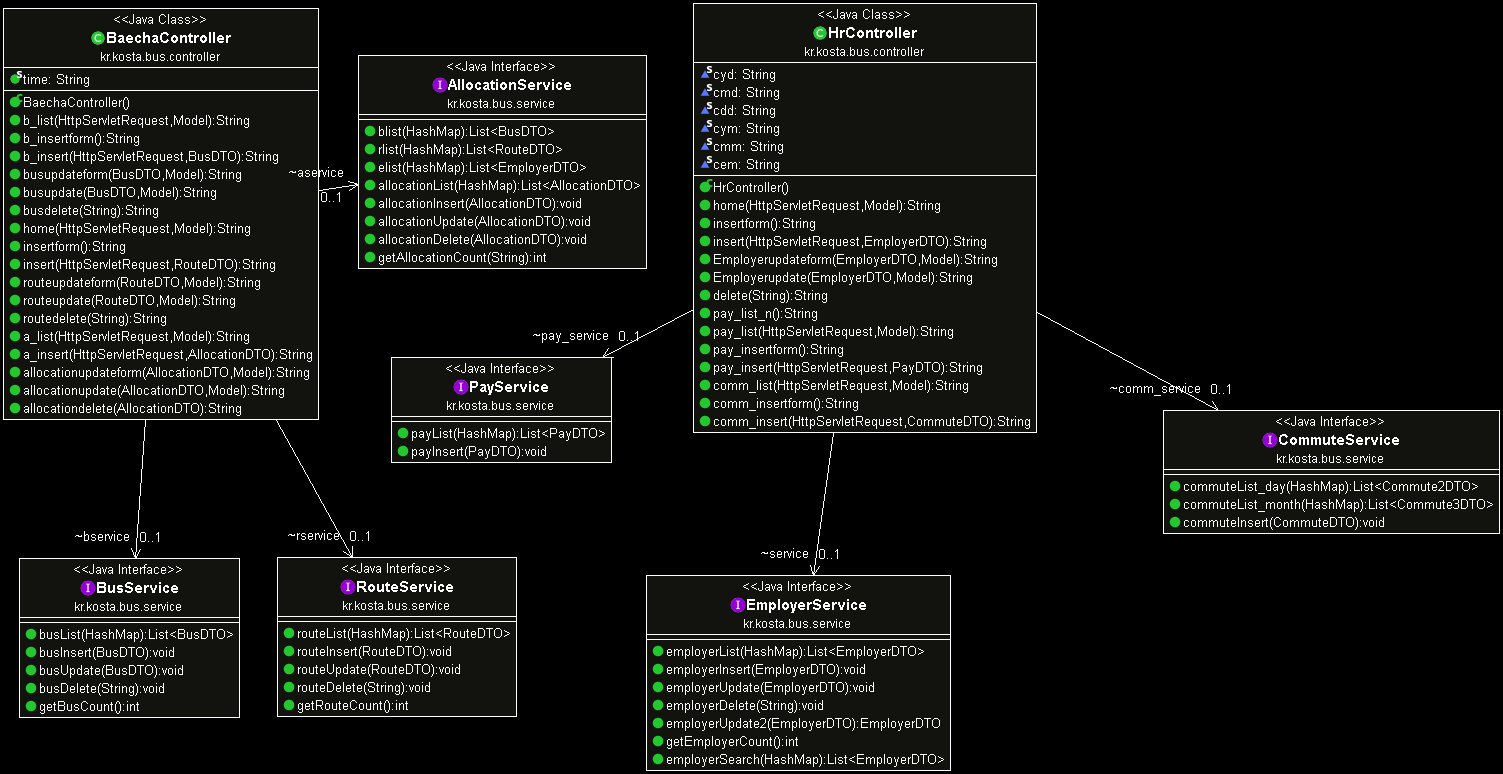 <<Java Class>>
BaechaController
kr.kosta.bus.controller
time: String
BaechaController()
b_list(HttpServletRequest,Model):String
b_insertform():String
b_insert(HttpServletRequest,BusDTO):String
busupdateform(BusDTO,Model):String
busupdate(BusDTO,Model):String
busdelete(String):String
home(HttpServletRequest,Model):String
insertform():String
insert(HttpServletRequest,RouteDTO):String
routeupdateform(RouteDTO,Model):String
routeupdate(RouteDTO,Model):String
routedelete(String):String
a_list(HttpServletRequest,Model):String
a_insert(HttpServletRequest,AllocationDTO):String
allocationupdateform(AllocationDTO,Model):String
allocationupdate(AllocationDTO,Model):String
allocationdelete(AllocationDTO):String
~aservice
0..1
<<Java Interface>>
AllocationService
kr.kosta.bus.service
blist(HashMap):List<BusDTO>
rlist(HashMap):List<RouteDTO>
elist(HashMap):List<EmployerDTO>
allocationList(HashMap):List<AllocationDTO>
allocationInsert(AllocationDTO):void
allocationUpdate(AllocationDTO):void
allocationDelete(AllocationDTO):void
getAllocationCount(String):int
<<Java Class>>
HrController
kr.kosta.bus.controller
cyd: String
cmd: String
cdd: String
cym: String
cmm: String
cem: String
HrController()
home(HttpServletRequest,Model):String
insertform():String
insert(HttpServletRequest,EmployerDTO):String
Employerupdateform(EmployerDTO,Model):String
Employerupdate(EmployerDTO,Model):String
delete(String):String
pay_list_n():String
pay_list(HttpServletRequest,Model):String
pay_insertform():String
pay_insert(HttpServletRequest,PayDTO):String
comm_list(HttpServletRequest,Model):String
comm_insertform():String
comm_insert(HttpServletRequest,CommuteDTO):String
~pay_service 0..1
<<Java Interface>>
PayService
kr.kosta.bus.service
payList(HashMap):List<PayDTO>
payInsert(PayDTO):void
~comm_service 0..1
<<Java Interface>>
CommuteService
kr.kosta.bus.service
commuteList_day(HashMap):List<Commute2DTO>
commuteList_month(HashMap):List<Commute3DTO>
commuteInsert(CommuteDTO):void
~bservice 0..1
<<Java Interface>>
BusService
kr.kosta.bus.service
busList(HashMap):List<BusDTO>
busInsert(BusDTO):void
busUpdate(BusDTO):void
busDelete(String):void
getBusCount():int
~rservice 0..1
<<Java Interface>>
RouteService
kr.kosta.bus.service
routeList(HashMap):List<RouteDTO>
routeInsert(RouteDTO):void
routeUpdate(RouteDTO):void
routeDelete(String):void
getRouteCount():int
~service 0..1
<<Java Interface>>
EmployerService
kr.kosta.bus.service
employerList(HashMap):List<EmployerDTO>
employerInsert(EmployerDTO):void
employerUpdate(EmployerDTO):void
employerDelete(String):void
employerUpdate2(EmployerDTO):EmployerDTO
getEmployerCount():int
employerSearch(HashMap):List<EmployerDTO>